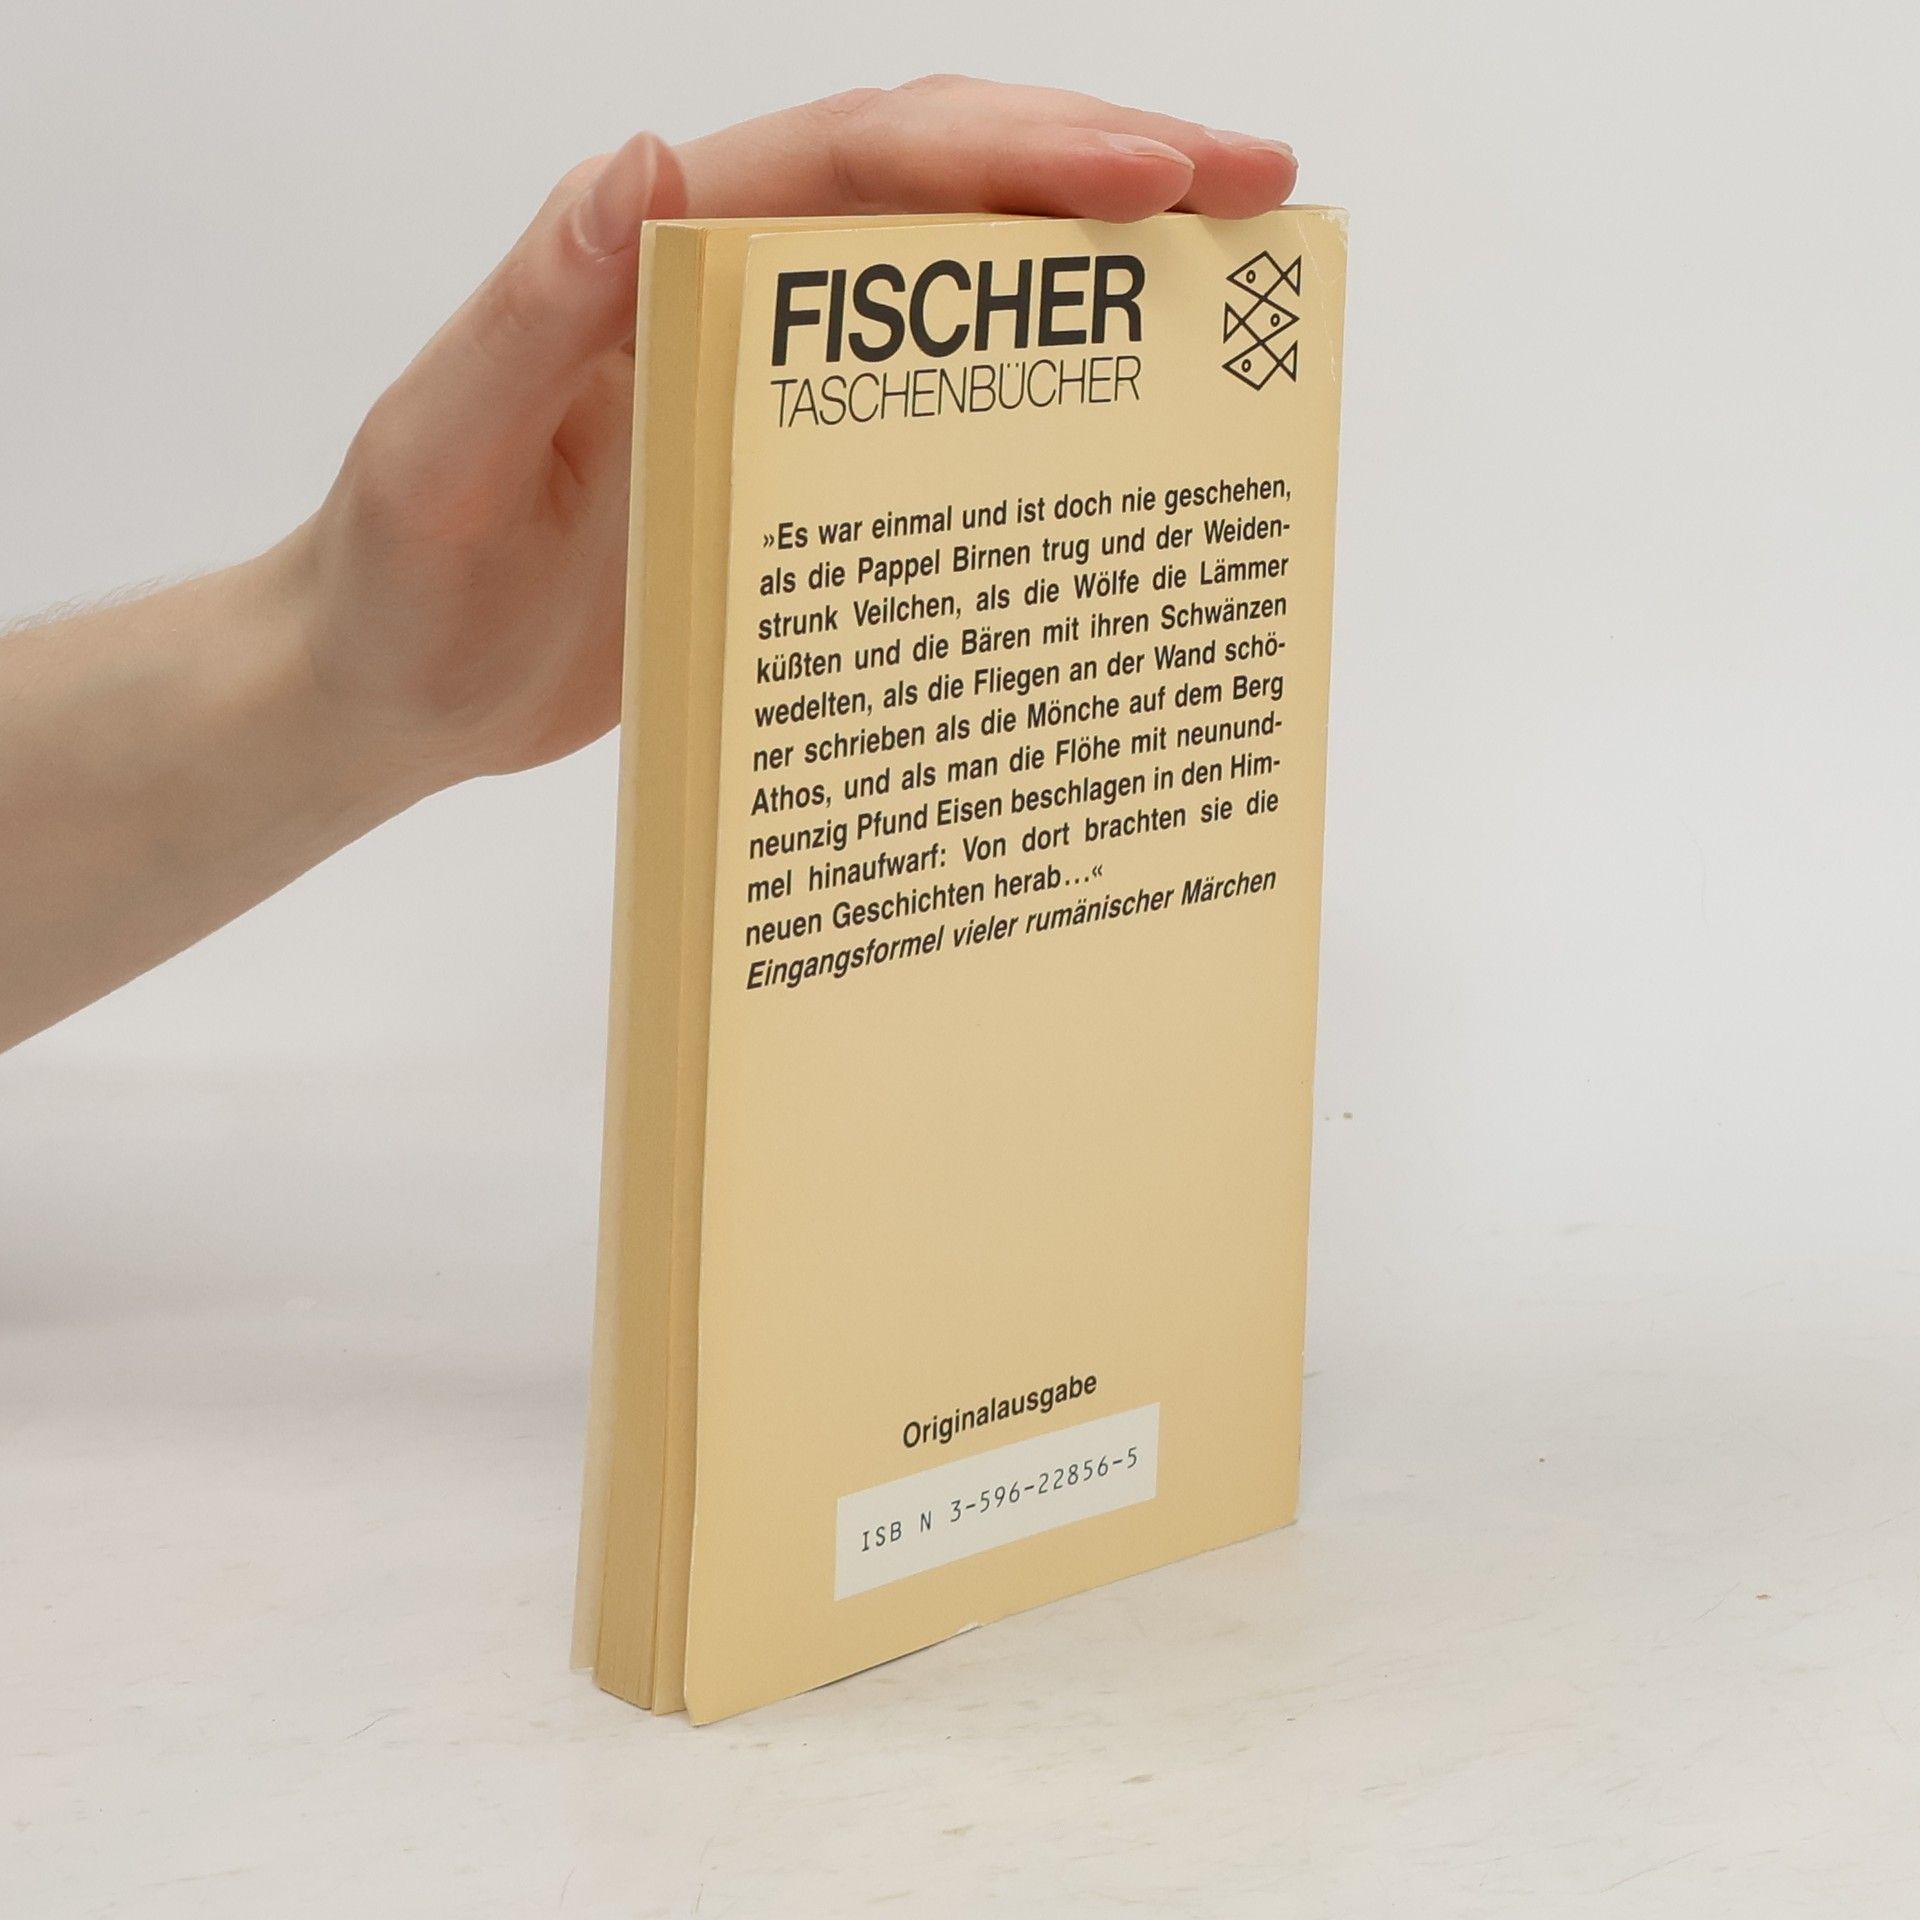 FISCHER
TASCHENBÜCHER
»Es war einmal und ist doch nie geschehen,
als die Pappel Birnen trug und der Weiden-
strunk Veilchen, als die Wölfe die Lämmer
küßten und die Bären mit ihren Schwänzen
wedelten, als die Fliegen an der Wand schö-
ner schrieben als die Mönche auf dem Berg
Athos, und als man die Flöhe mit neunund-
neunzig Pfund Eisen beschlagen in den Him-
mel hinaufwarf: Von dort brachten sie die
neuen Geschichten herab...«
Eingangsformel vieler rumänischer Märchen
Originalausgabe
ISB N 3-596-22856-5